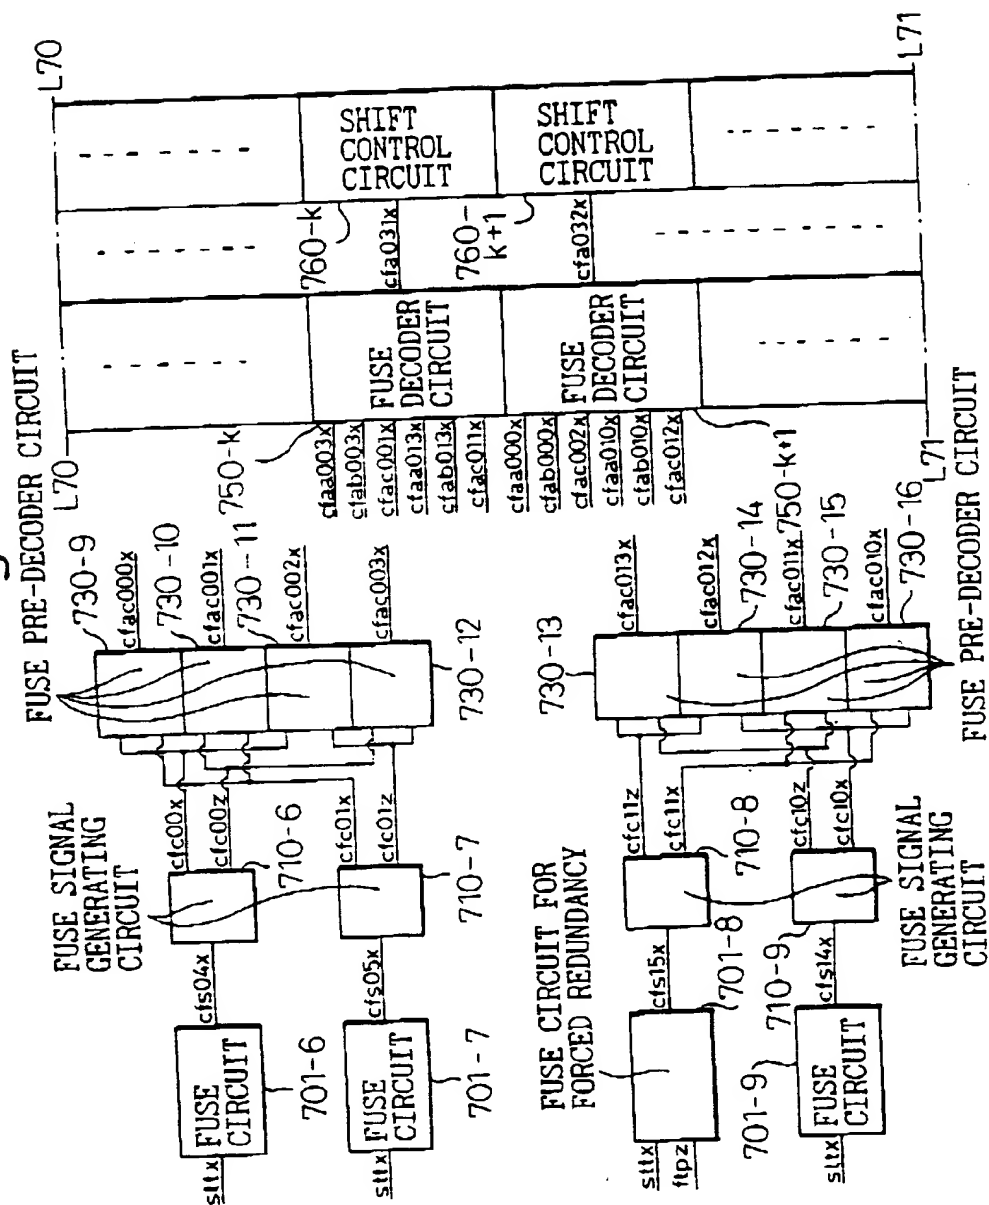 FUSE PRE-DECODER CIRCUIT
L70
L70
730-9
cfac000x
730-10
cfac001x
730-11
cfac002x
cfac003x
730-12
FUSE SIGNAL
GENERATING
CIRCUIT
cfc00x
cfc00z
710-6
cfc01x
cfc01z
710-7
cfs04x
cfs05x
sttx
FUSE
CIRCUIT
701-6
sttx
FUSE
CIRCUIT
701-7
750-k
cfaa003x
cfab003x
cfac001x
cfaa013x
cfab013x
cfac011x
cfaa000x
cfab000x
cfac002x
cfaa010x
cfab010x
cfac012x
750-k+1
FUSE
DECODER
CIRCUIT
FUSE
DECODER
CIRCUIT
760-k
cfa031x
760-
k+1
cfa032x
SHIFT
CONTROL
CIRCUIT
SHIFT
CONTROL
CIRCUIT
L71
L71
FUSE CIRCUIT FOR
FORCED REDUNDANCY
sttx
ftpz
701-8
cfs15x
710-8
cfc11z
cfc11x
730-13
cfac013x
cfac012x
730-14
cfac011x
730-15
cfac010x
730-16
sttx
FUSE
CIRCUIT
701-9
cfs14x
710-9
cfc10z
cfc10x
FUSE SIGNAL
GENERATING
CIRCUIT
FUSE PRE-DECODER CIRCUIT